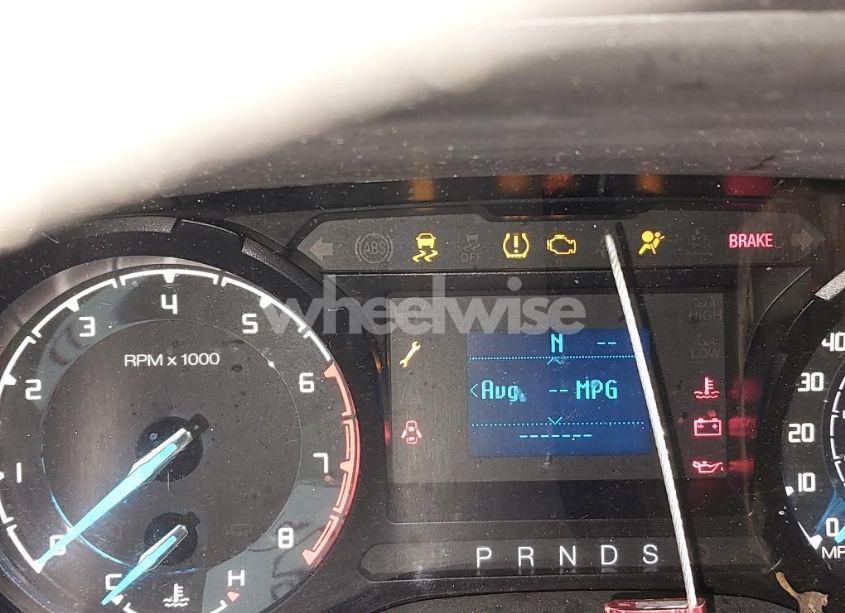 ABS
OFF
BRAKE
wheelwise
3
4
5
2
6
1
7
0
8
RPM x 1000
C
H
N --
<Avg. -- MPG
-------
4x4
HIGH
4x4
LOW
P R N D S
40
30
20
10
0
MP